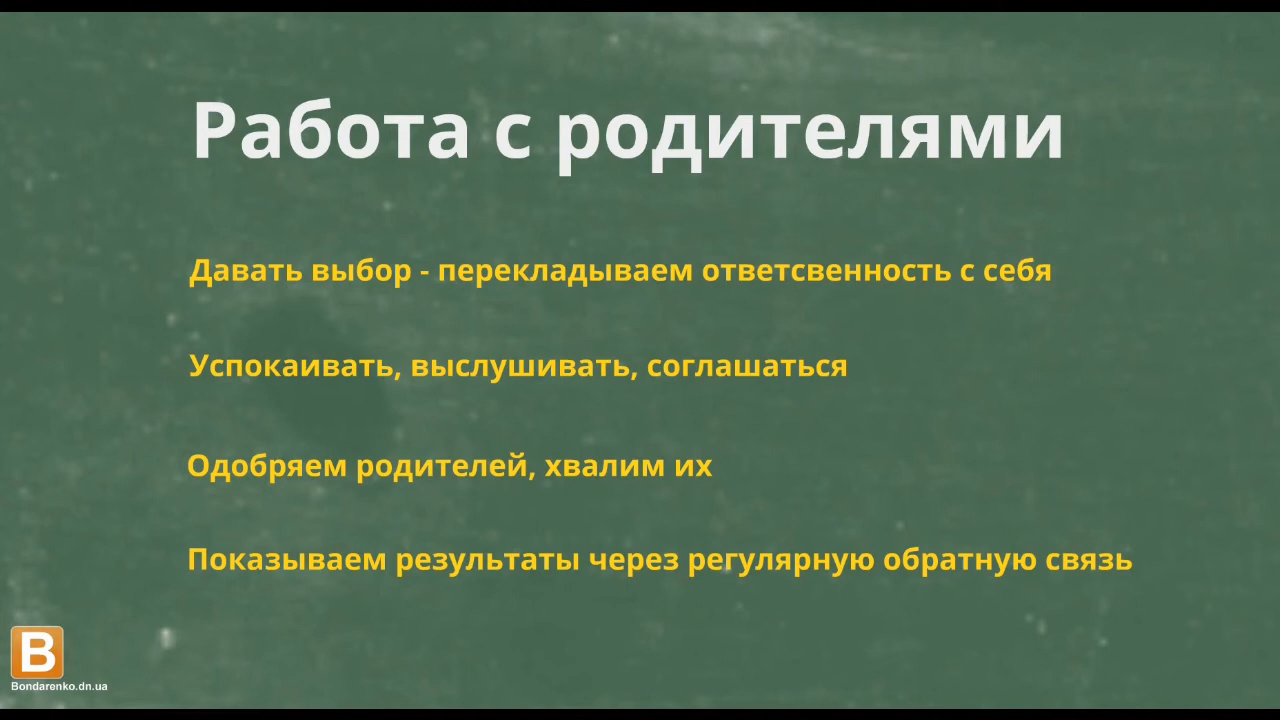 Работа с родителями
Давать выбор - перекладываем ответсвенность с себя
Успокаивать, выслушивать, соглашаться
Одобряем родителей, хвалим их
Показываем результаты через регулярную обратную связь
B
Bondarenko.dn.ua